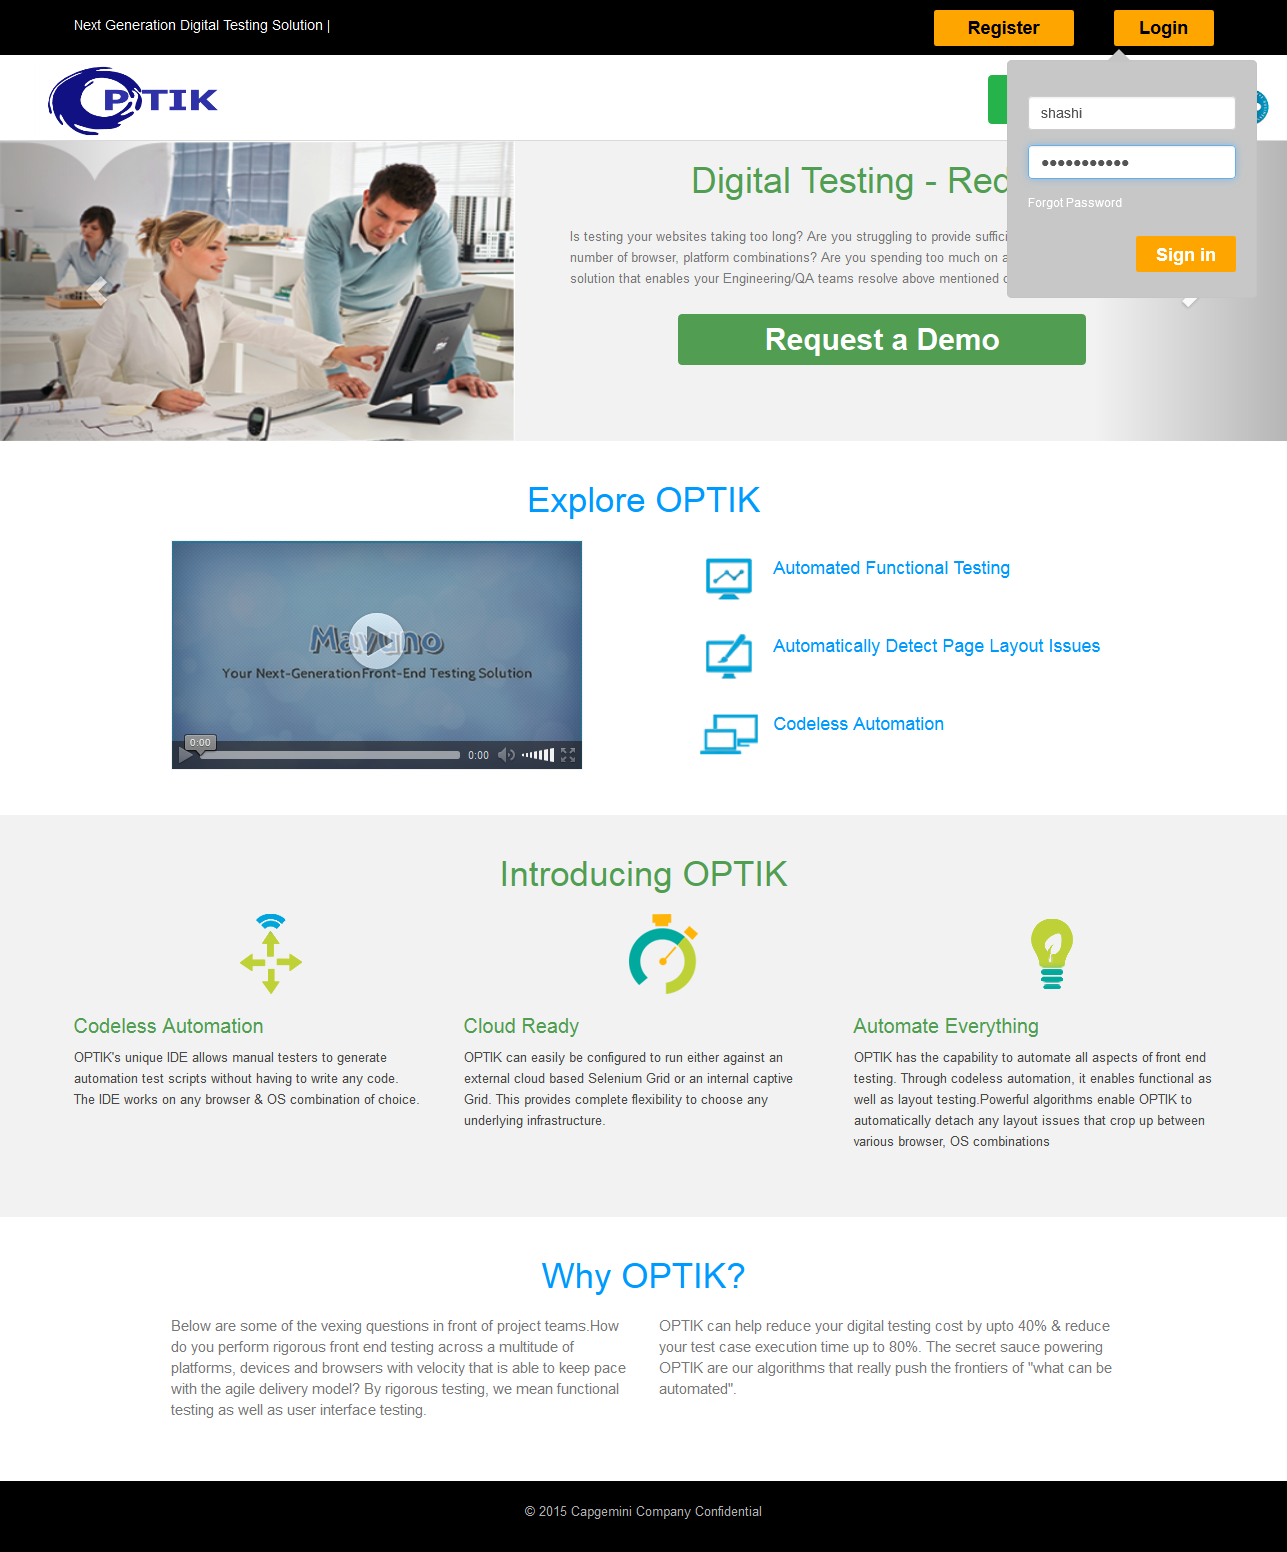 Next Generation Digital Testing Solution |
Register
Login
OPTIK
shashi
Forgot Password
Sign in
Digital Testing - Red
Is testing your websites taking too long? Are you struggling to provide
number of browser, platform combinations? Are you spending too much on
solution that enables your Engineering/QA teams resolve above mentioned
Request a Demo
Explore OPTIK
Your Next-Generation Front-End Testing Solution
0:00
0:00
Automated Functional Testing
Automatically Detect Page Layout Issues
Codeless Automation
Introducing OPTIK
Codeless Automation
OPTIK's unique IDE allows manual testers to generate
automation test scripts without having to write any code.
The IDE works on any browser & OS combination of choice.
Cloud Ready
OPTIK can easily be configured to run either against an
external cloud based Selenium Grid or an internal captive
Grid. This provides complete flexibility to choose any
underlying infrastructure.
Automate Everything
OPTIK has the capability to automate all aspects of front end
testing. Through codeless automation, it enables functional as
well as layout testing.Powerful algorithms enable OPTIK to
automatically detach any layout issues that crop up between
various browser, OS combinations
Why OPTIK?
Below are some of the vexing questions in front of project teams.How
do you perform rigorous front end testing across a multitude of
platforms, devices and browsers with velocity that is able to keep pace
with the agile delivery model? By rigorous testing, we mean functional
testing as well as user interface testing.
OPTIK can help reduce your digital testing cost by upto 40% & reduce
your test case execution time up to 80%. The secret sauce powering
OPTIK are our algorithms that really push the frontiers of "what can be
automated".
© 2015 Capgemini Company Confidential